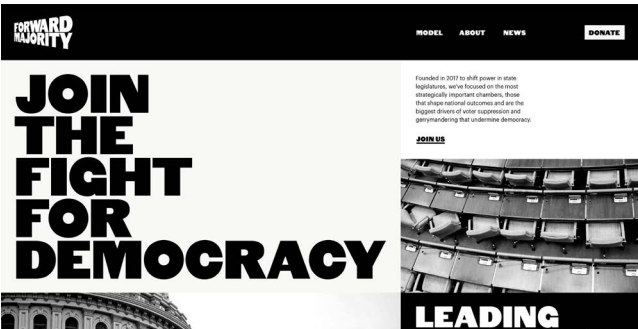 FORWARD
MAJORITY
MODEL
ABOUT
NEWS
DONATE
JOIN
THE
FIGHT
FOR
DEMOCRACY
Founded in 2017 to shift power in state
legislatures, we've focused on the most
strategically important chambers, those
that shape national outcomes and are the
biggest drivers of voter suppression and
gerrymandering that undermine democracy.
JOIN US
LEADING